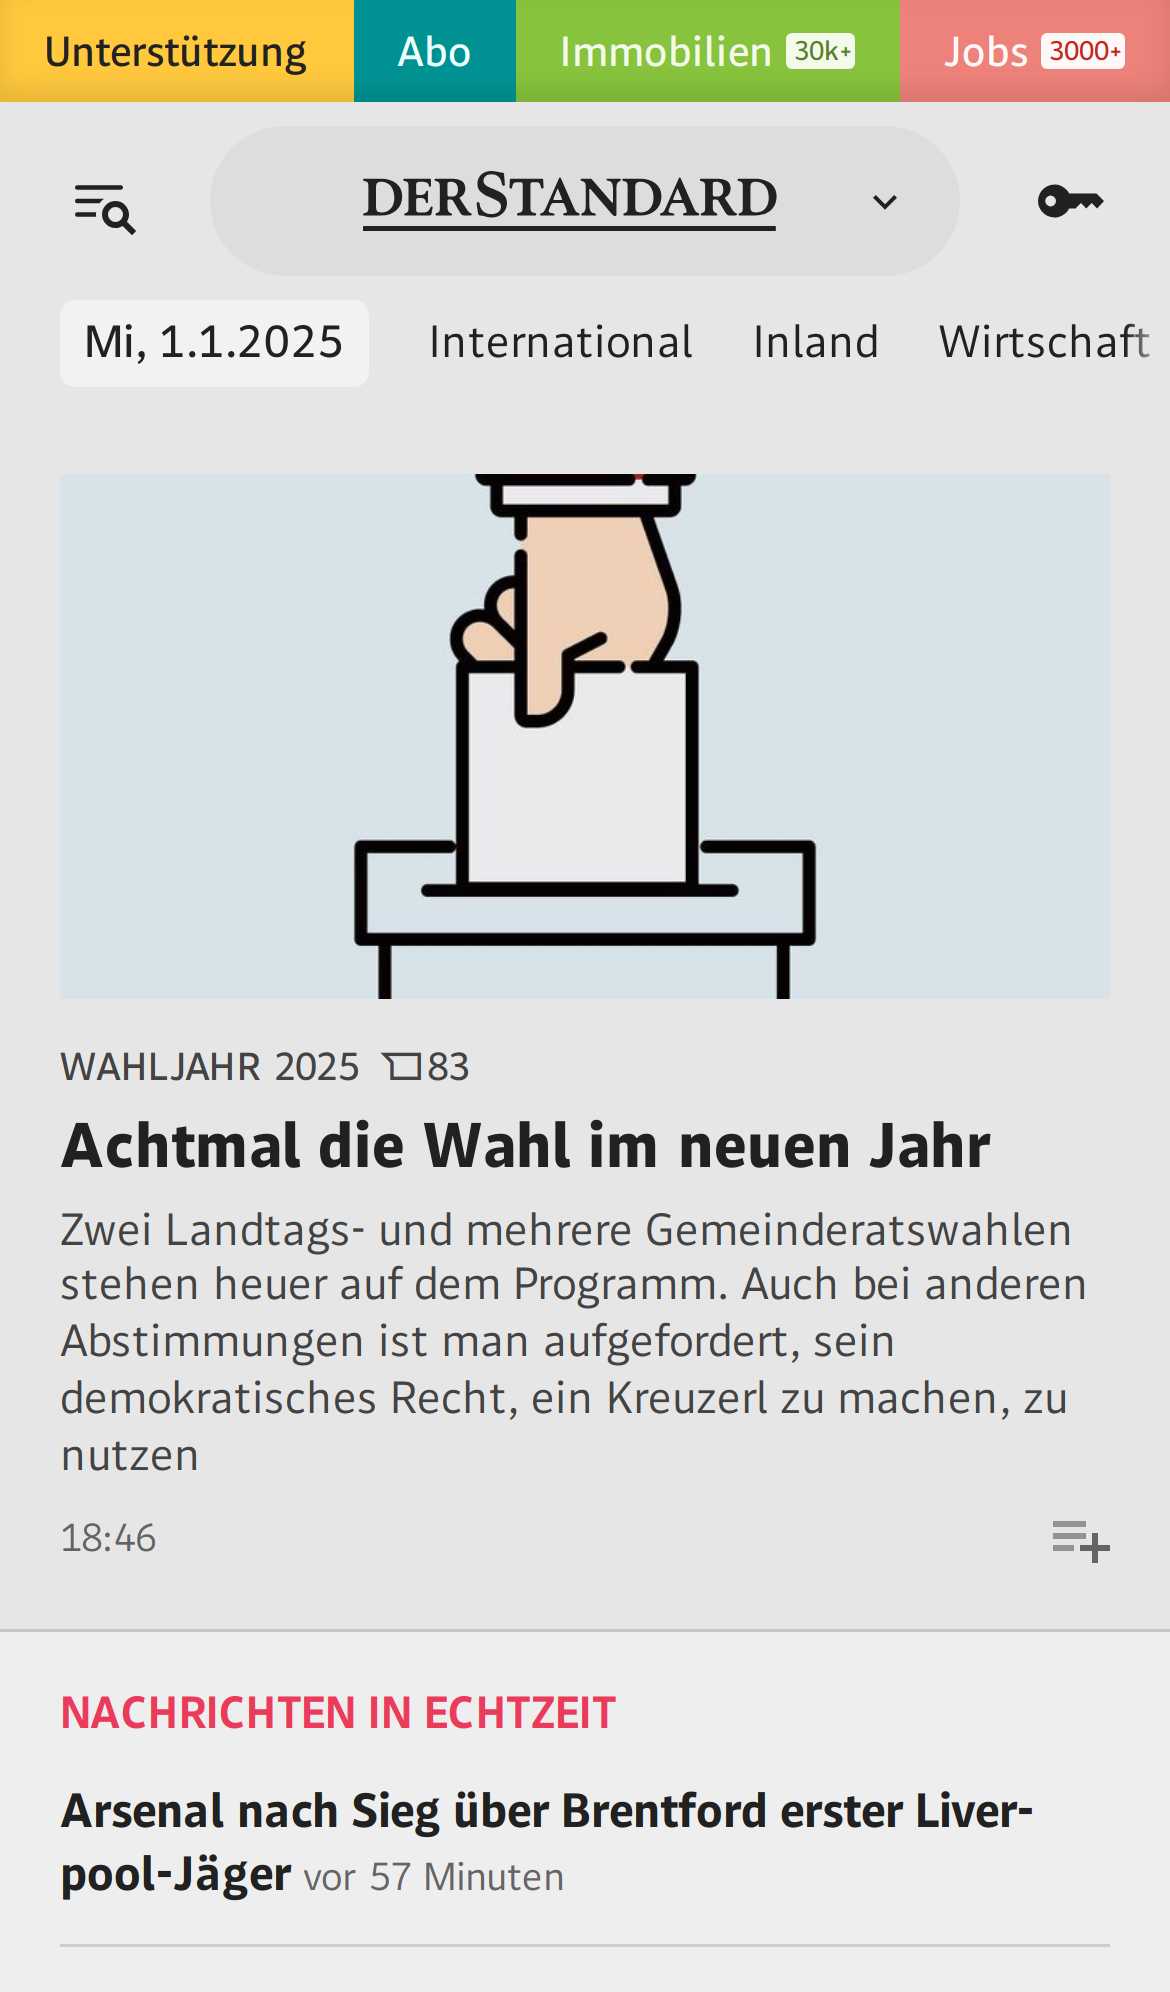 Unterstützung Abo Immobilien 30k+ Jobs 3000+
DERSTANDARD
Mi, 1.1.2025 International Inland Wirtschaft
WAHLJAHR 2025 83
Achtmal die Wahl im neuen Jahr
Zwei Landtags- und mehrere Gemeinderatswahlen
stehen heuer auf dem Programm. Auch bei anderen
Abstimmungen ist man aufgefordert, sein
demokratisches Recht, ein Kreuzerl zu machen, zu
nutzen
18:46
NACHRICHTEN IN ECHTZEIT
Arsenal nach Sieg über Brentford erster Liver-
pool-Jäger vor 57 Minuten